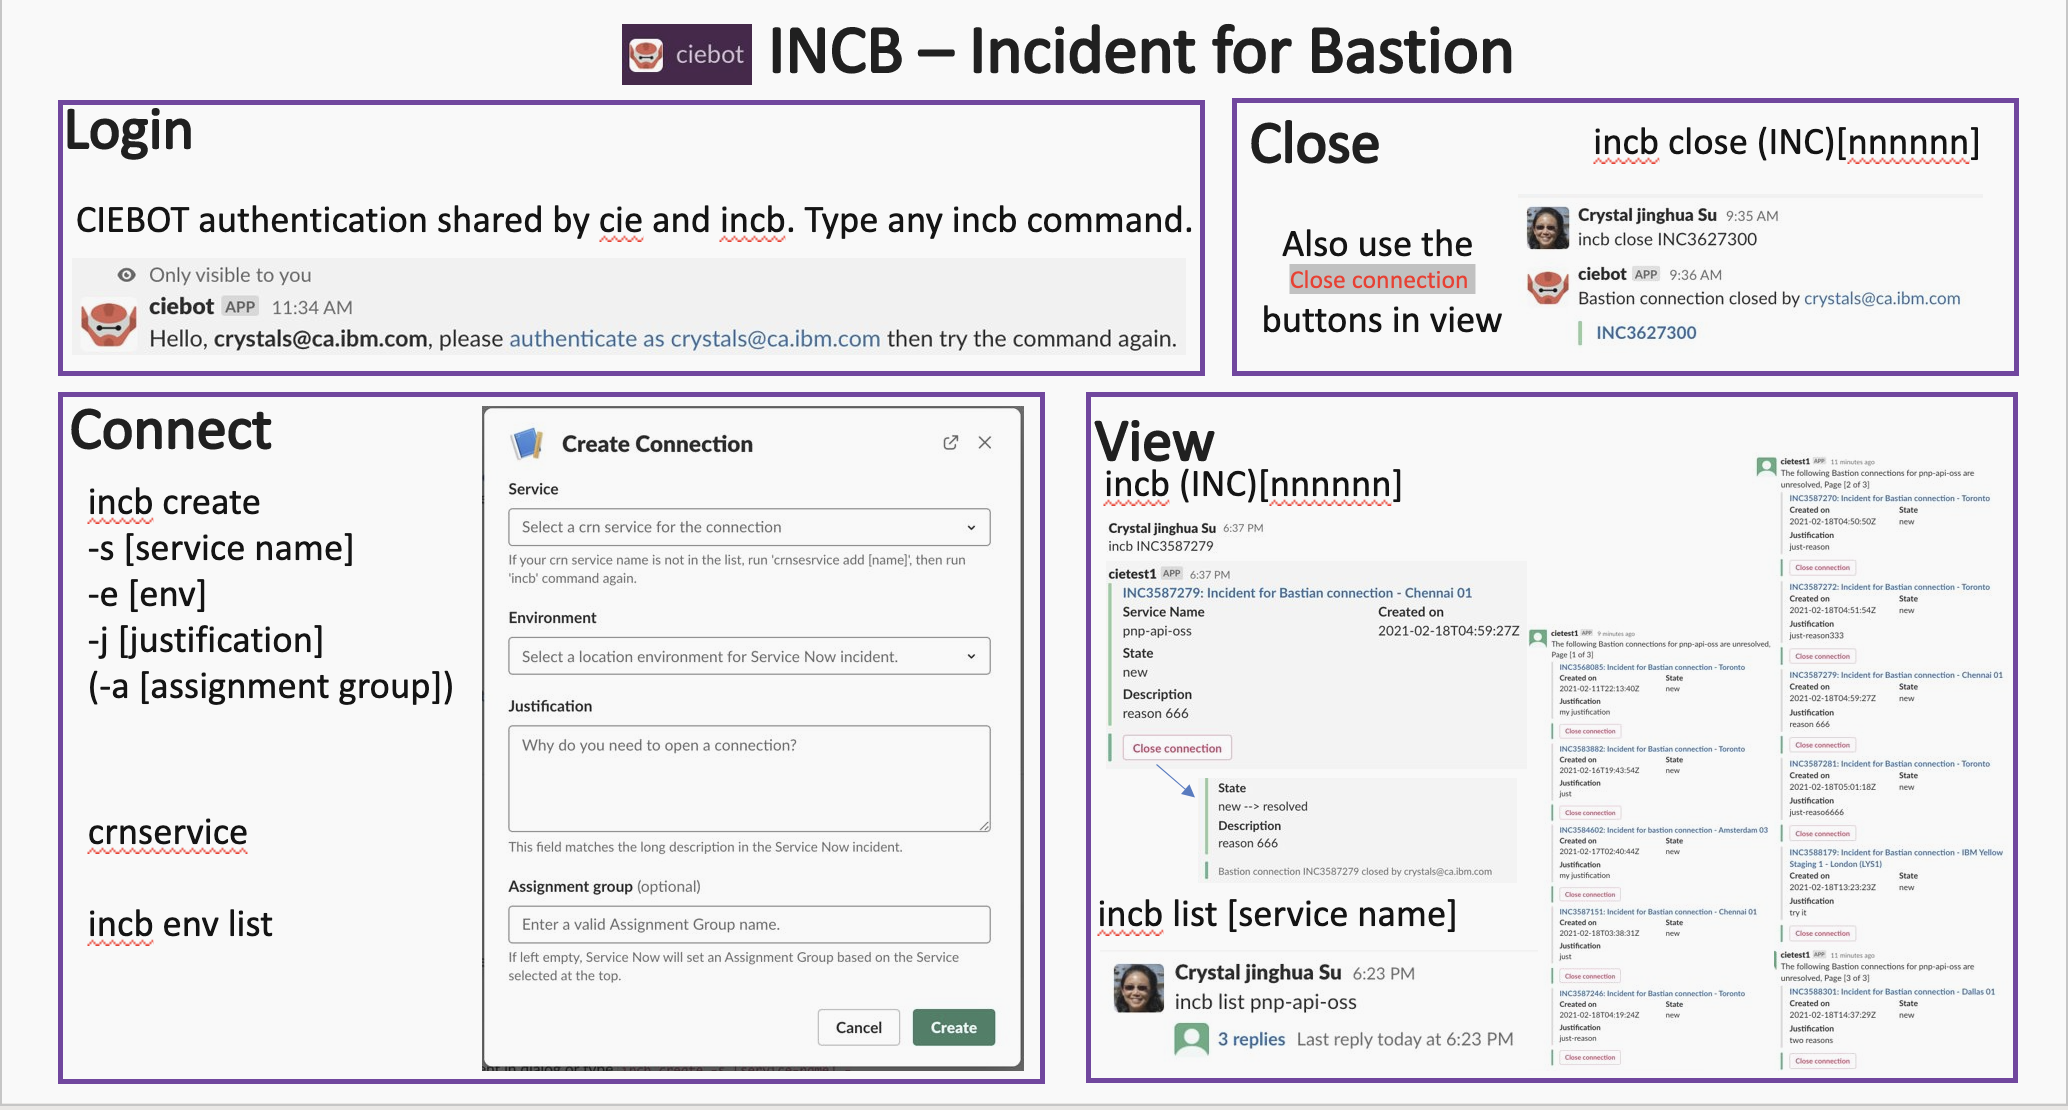 ciebot INCB – Incident for Bastion
Login
CIEBOT authentication shared by cie and incb. Type any incb command.
Only visible to you
ciebot APP 11:34 AM
Hello, crystals@ca.ibm.com, please authenticate as crystals@ca.ibm.com then try the command again.
Close
incb close (INC)[nnnnnn]
Also use the
Close connection
buttons in view
Crystal jinghua Su 9:35 AM
incb close INC3627300
ciebot APP 9:36 AM
Bastion connection closed by crystals@ca.ibm.com
INC3627300
Connect
incb create
-s [service name]
-e [env]
-j [justification]
(-a [assignment group])
crnservice
incb env list
Create Connection
Service
Select a crn service for the connection
If your crn service name is not in the list, run 'crnsesrvice add [name]', then run
'incb' command again.
Environment
Select a location environment for Service Now incident.
Justification
Why do you need to open a connection?
This field matches the long description in the Service Now incident.
Assignment group (optional)
Enter a valid Assignment Group name.
If left empty, Service Now will set an Assignment Group based on the Service
selected at the top.
Cancel Create
View
incb (INC)[nnnnnn]
Crystal jinghua Su 6:37 PM
incb INC3587279
cietest1 APP 6:37 PM
INC3587279: Incident for Bastian connection - Chennai 01
Service Name Created on
pnp-api-oss 2021-02-18T04:59:27Z
State
new
Description
reason 666
Close connection
State
new --> resolved
Description
reason 666
Bastion connection INC3587279 closed by crystals@ca.ibm.com
incb list [service name]
Crystal jinghua Su 6:23 PM
incb list pnp-api-oss
3 replies Last reply today at 6:23 PM
cietest1 APP 9 minutes ago
The following Bastion connections for pnp-api-oss are unresolved,
Page [1 of 3]
INC3568085: Incident for Bastian connection - Toronto
Created on State
2021-02-11T22:13:40Z new
Justification
my justification
Close connection
INC3583882: Incident for Bastian connection - Toronto
Created on State
2021-02-16T19:43:54Z new
Justification
just
Close connection
INC3584602: Incident for bastion connection - Amsterdam 03
Created on State
2021-02-17T02:40:44Z new
Justification
my justification
Close connection
INC3587151: Incident for Bastian connection - Chennai 01
Created on State
2021-02-18T03:38:31Z new
Justification
just
Close connection
INC3587246: Incident for Bastian connection - Toronto
Created on State
2021-02-18T04:19:24Z new
Justification
just-reason
Close connection
cietest1 APP 11 minutes ago
The following Bastion connections for pnp-api-oss are
unresolved, Page [2 of 3]
INC3587270: Incident for Bastian connection - Toronto
Created on State
2021-02-18T04:50:50Z new
Justification
just-reason
Close connection
INC3587272: Incident for Bastian connection - Toronto
Created on State
2021-02-18T04:51:54Z new
Justification
just-reason333
Close connection
INC3587279: Incident for Bastian connection - Chennai 01
Created on State
2021-02-18T04:59:27Z new
Justification
reason 666
Close connection
INC3587281: Incident for Bastian connection - Toronto
Created on State
2021-02-18T05:01:18Z new
Justification
just-reaso6666
Close connection
INC3588179: Incident for Bastian connection - IBM Yellow
Staging 1 - London (LYS1)
Created on State
2021-02-18T13:23:23Z new
Justification
try it
Close connection
cietest1 APP 11 minutes ago
The following Bastion connections for pnp-api-oss are
unresolved, Page [3 of 3]
INC3588301: Incident for Bastian connection - Dallas 01
Created on State
2021-02-18T14:37:29Z new
Justification
two reasons
Close connection